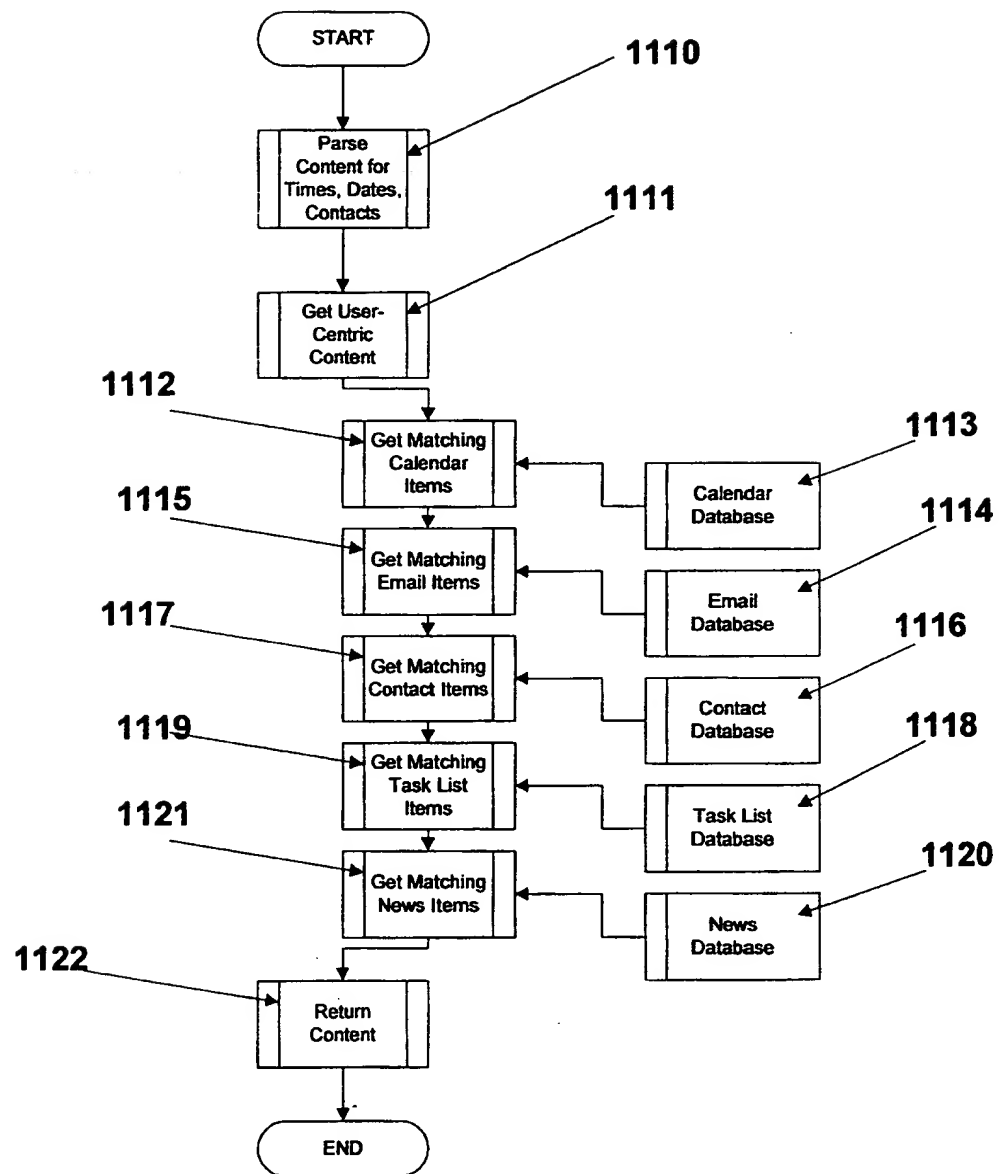 START
1110
Parse
Content for
Times, Dates,
Contacts
1111
Get User-
Centric
Content
1112
Get Matching
Calendar
Items
1113
Calendar
Database
1115
Get Matching
Email Items
1114
Email
Database
1117
Get Matching
Contact Items
1116
Contact
Database
1119
Get Matching
Task List
Items
1118
Task List
Database
1121
Get Matching
News Items
1120
News
Database
1122
Return
Content
END